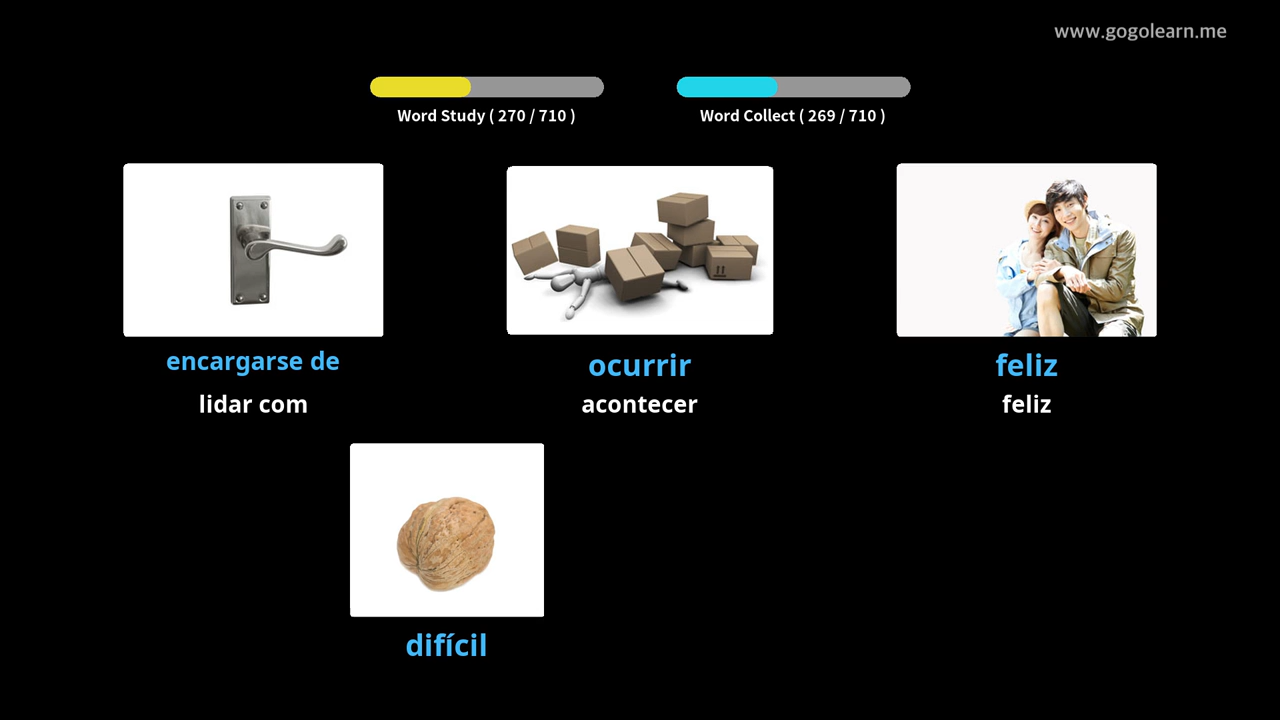 www.gogolearn.me
Word Study ( 270 / 710 )
Word Collect ( 269 / 710 )
encargarse de
lidar com
ocurrir
acontecer
feliz
feliz
difícil